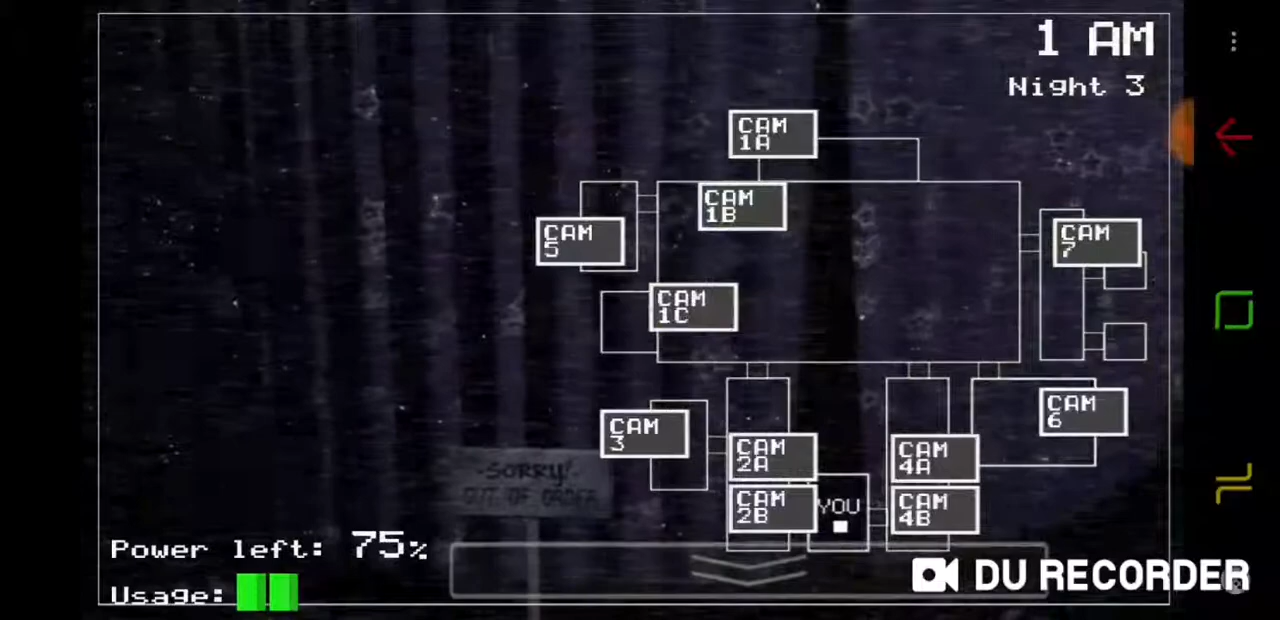 1 AM
Night 3
CAM
1A
CAM
1B
CAM
5
CAM
7
CAM
1C
CAM
6
CAM
3
CAM
2A
CAM
4A
-SORRY!-
OUT OF ORDER
CAM
2B
YOU
CAM
4B
Power left: 75%
Usage:
DU RECORDER